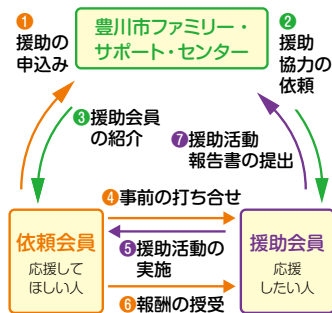 豊川市ファミリー・
サポート・センター
❶
援助の
申込み
❷
援助
協力の
依頼
❸援助会員
の紹介
❼援助活動
報告書の提出
❹事前の打ち合せ
依頼会員
応援して
ほしい人
❺援助活動の
実施
援助会員
応援
したい人
❻報酬の授受